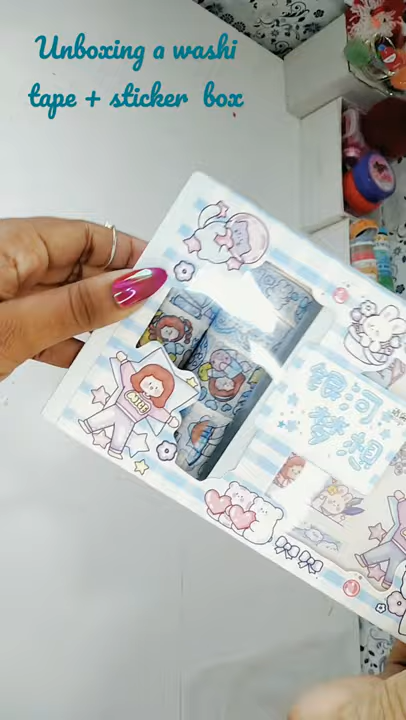 Unboxing a washi
tape + sticker box
银河
梦想